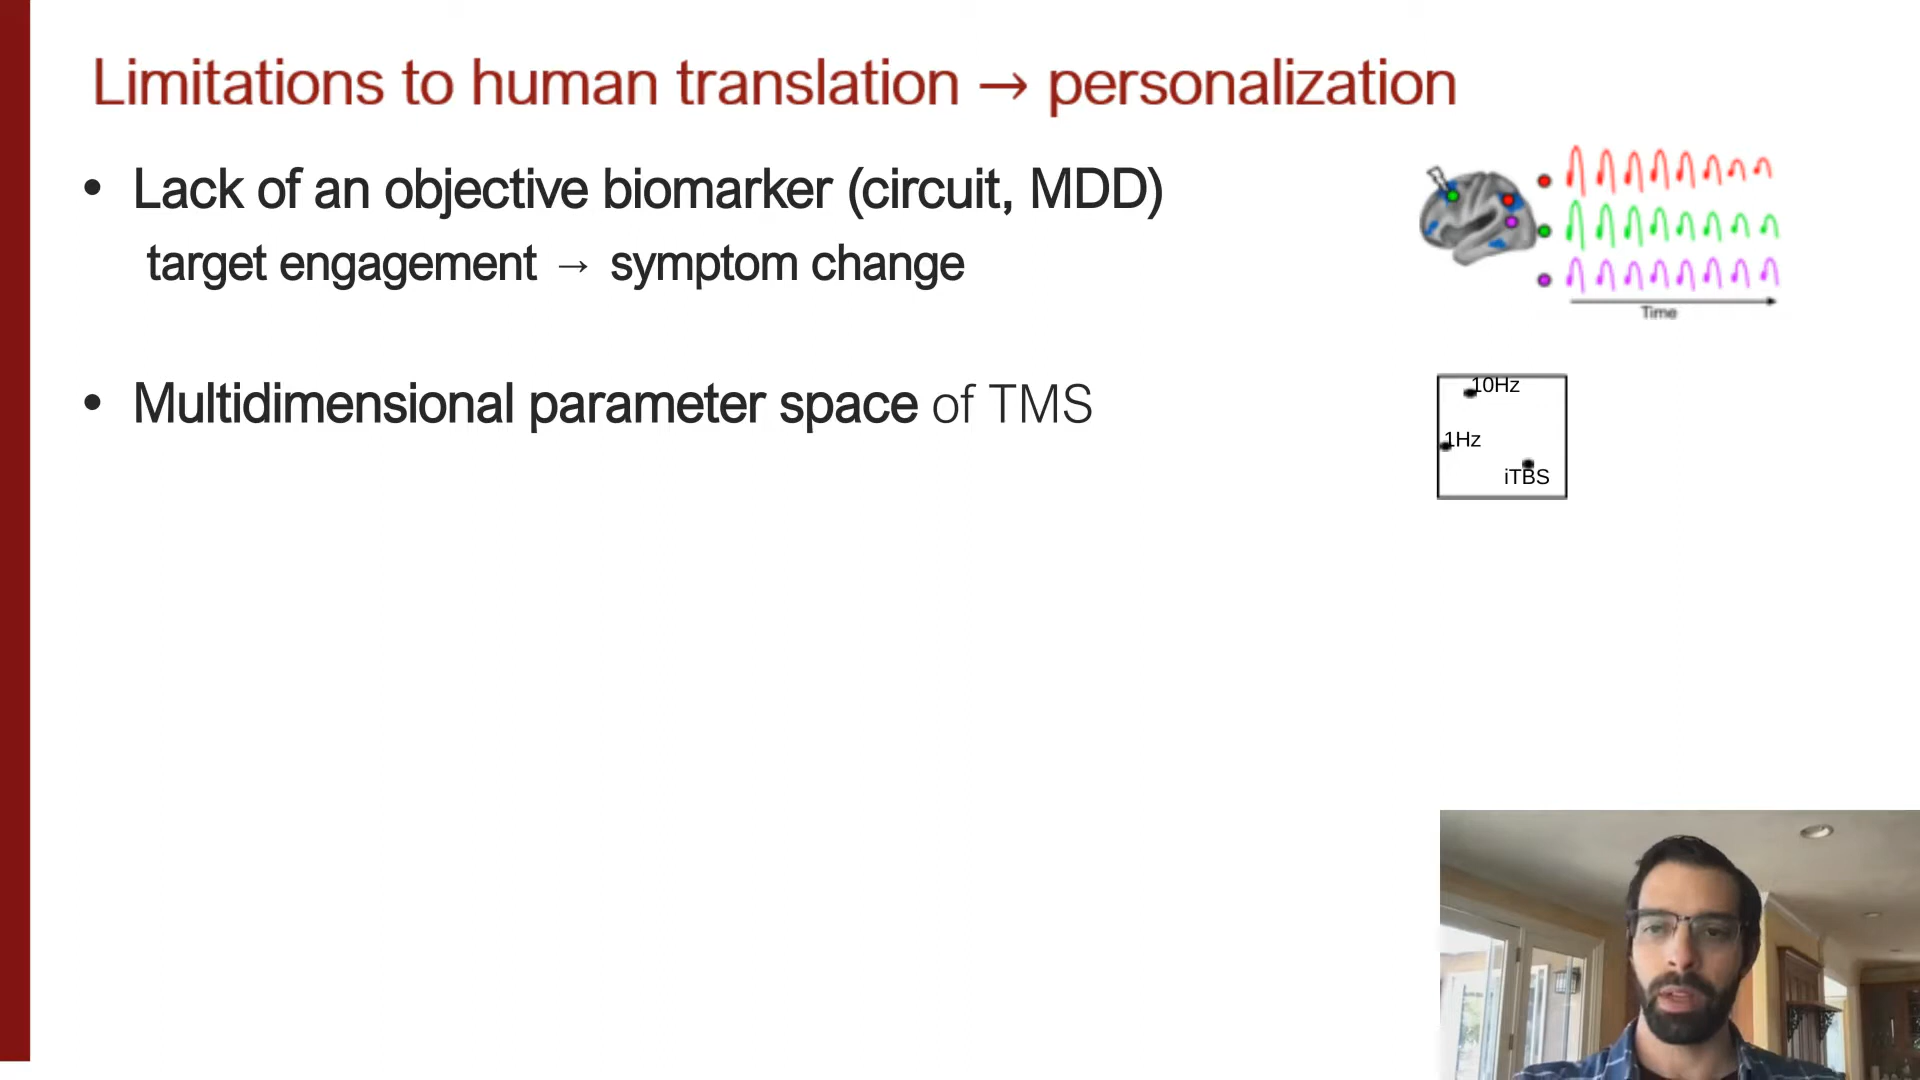 Limitations to human translation → personalization
• Lack of an objective biomarker (circuit, MDD)
target engagement → symptom change
Time
• Multidimensional parameter space of TMS
10Hz
1Hz
iTBS